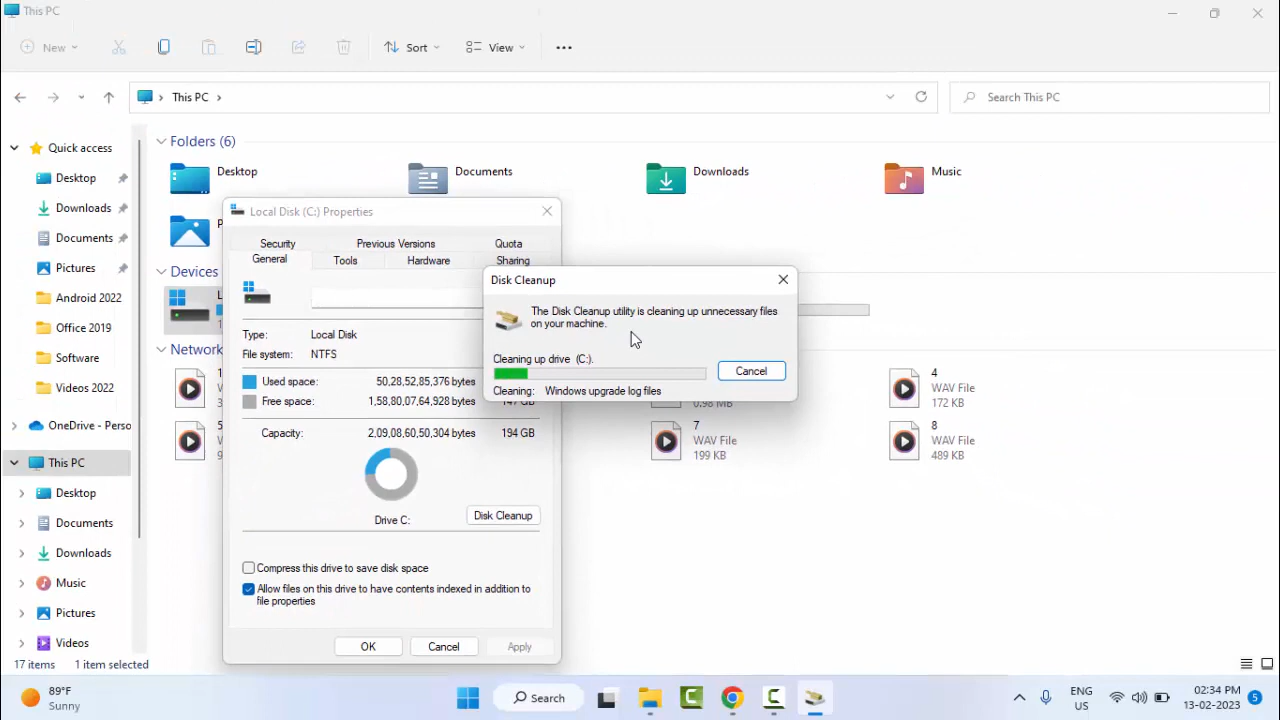 This PC
New
Sort
View
This PC
Search This PC
Quick access
Desktop
Downloads
Documents
Pictures
Android 2022
Office 2019
Software
Videos 2022
OneDrive - Perso
This PC
Desktop
Documents
Downloads
Music
Pictures
Videos
Folders (6)
Desktop
Documents
Downloads
Music
Devices
Network
4
WAV File
172 KB
7
WAV File
199 KB
8
WAV File
489 KB
Local Disk (C:) Properties
Security
Previous Versions
Quota
General
Tools
Hardware
Sharing
Type:
Local Disk
File system:
NTFS
Used space:
50,28,52,85,376 bytes
Free space:
1,58,80,07,64,928 bytes
147 GB
Capacity:
2,09,08,60,50,304 bytes
194 GB
Drive C:
Disk Cleanup
Compress this drive to save disk space
Allow files on this drive to have contents indexed in addition to
file properties
OK
Cancel
Apply
Disk Cleanup
The Disk Cleanup utility is cleaning up unnecessary files
on your machine.
Cleaning up drive (C:).
Cancel
Cleaning: Windows upgrade log files
0.98 MB
17 items
1 item selected
89°F
Sunny
Search
ENG
US
02:34 PM
13-02-2023
5